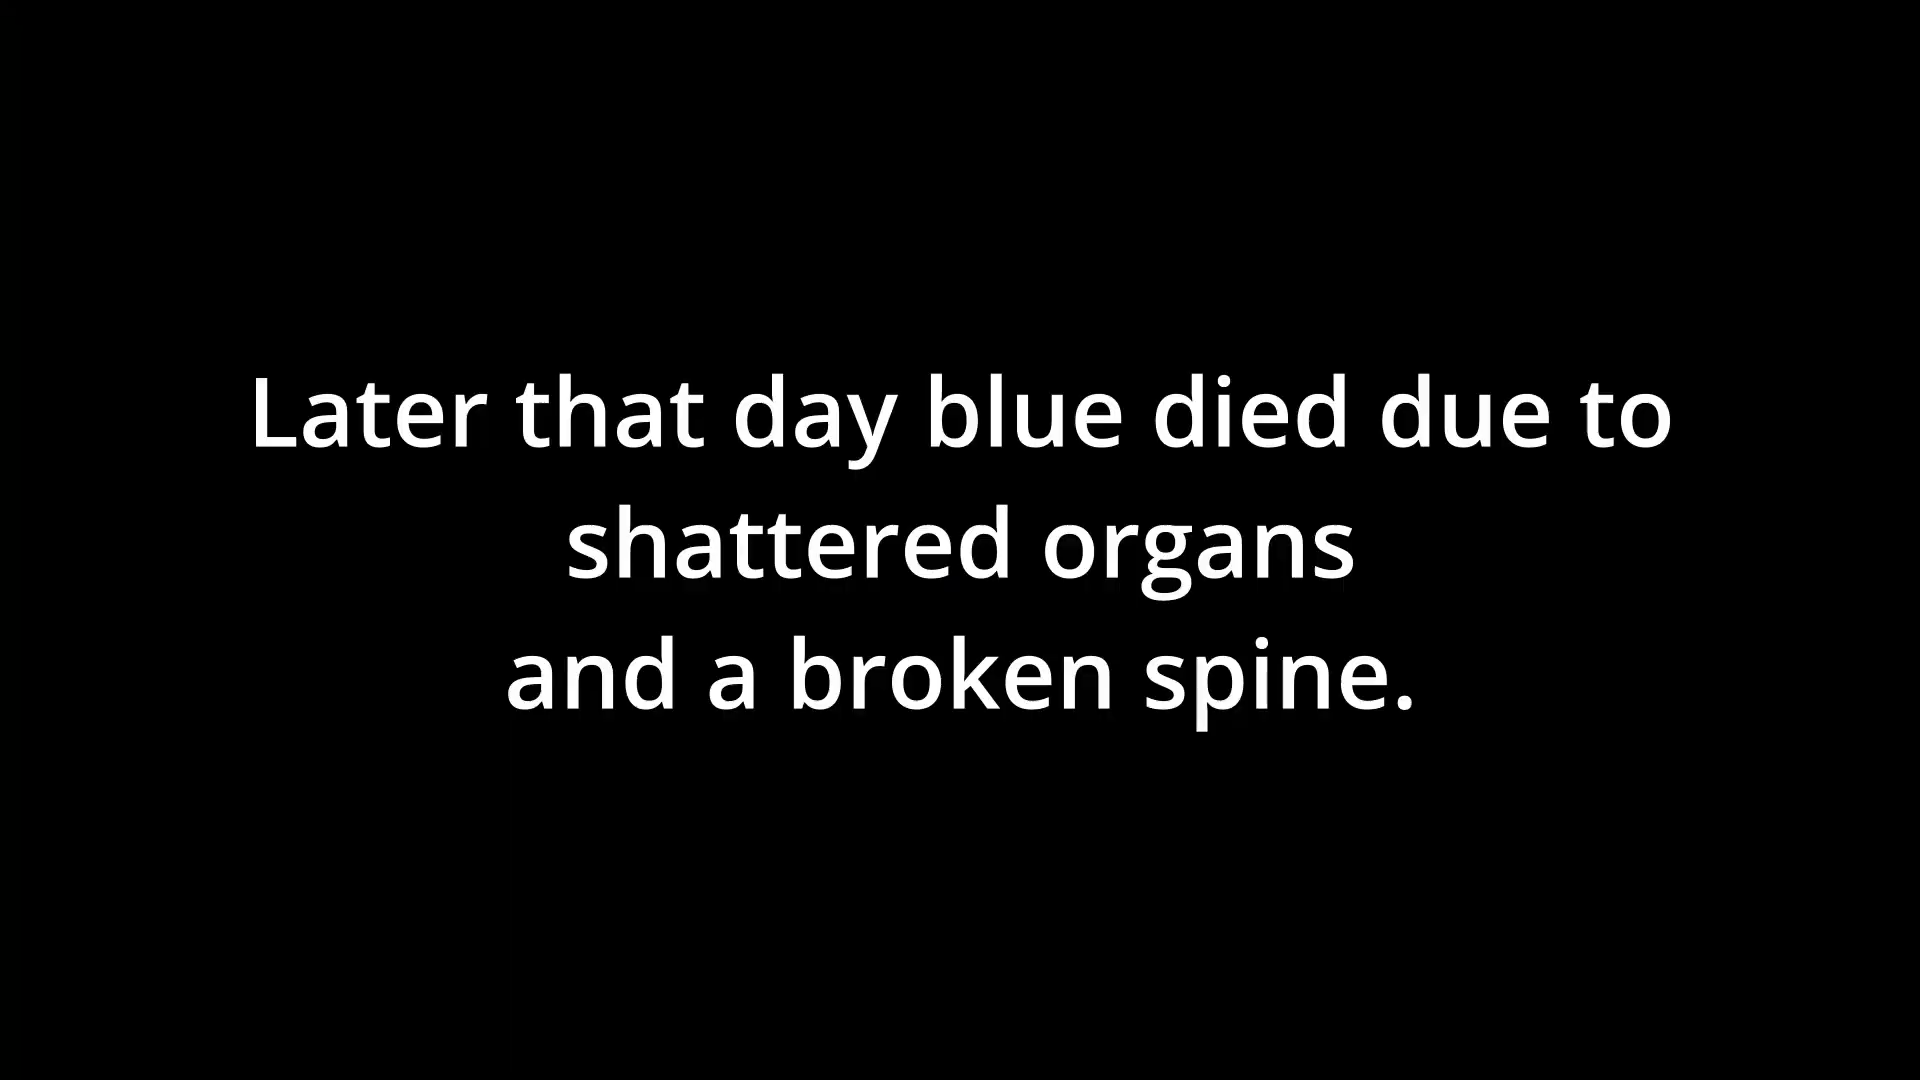 Later that day blue died due to
shattered organs
and a broken spine.